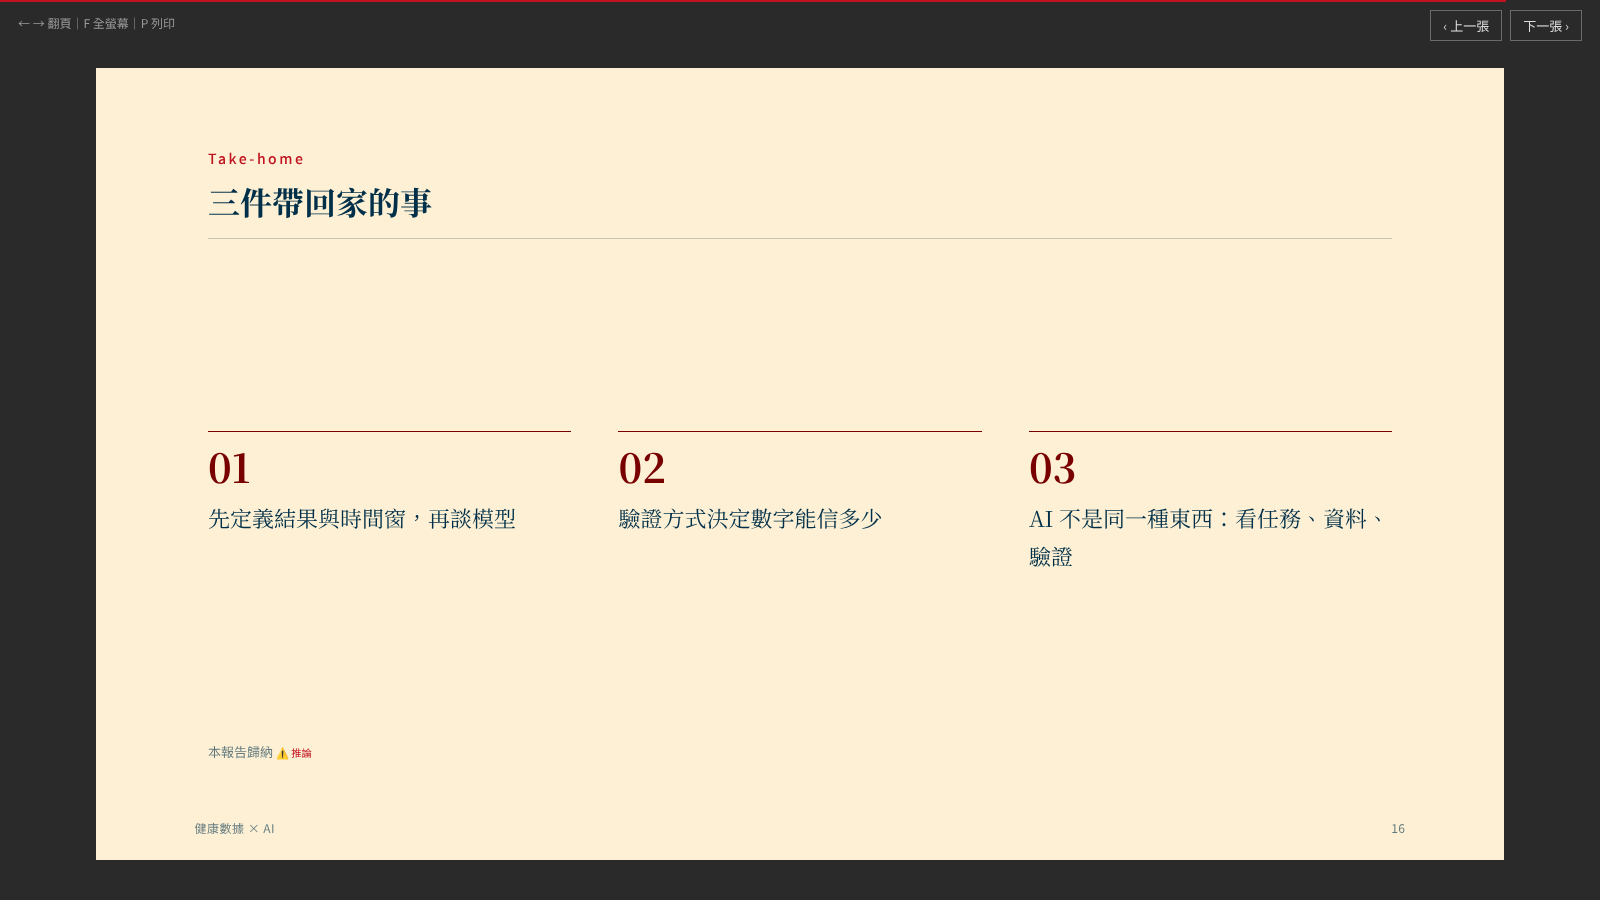 ← → 翻頁｜F 全螢幕｜P 列印
‹ 上一張
下一張 ›
Take-home
三件帶回家的事
01
先定義結果與時間窗，再談模型
02
驗證方式決定數字能信多少
03
AI 不是同一種東西：看任務、資料、
驗證
本報告歸納 ⚠️ 推論
健康數據 × AI
16